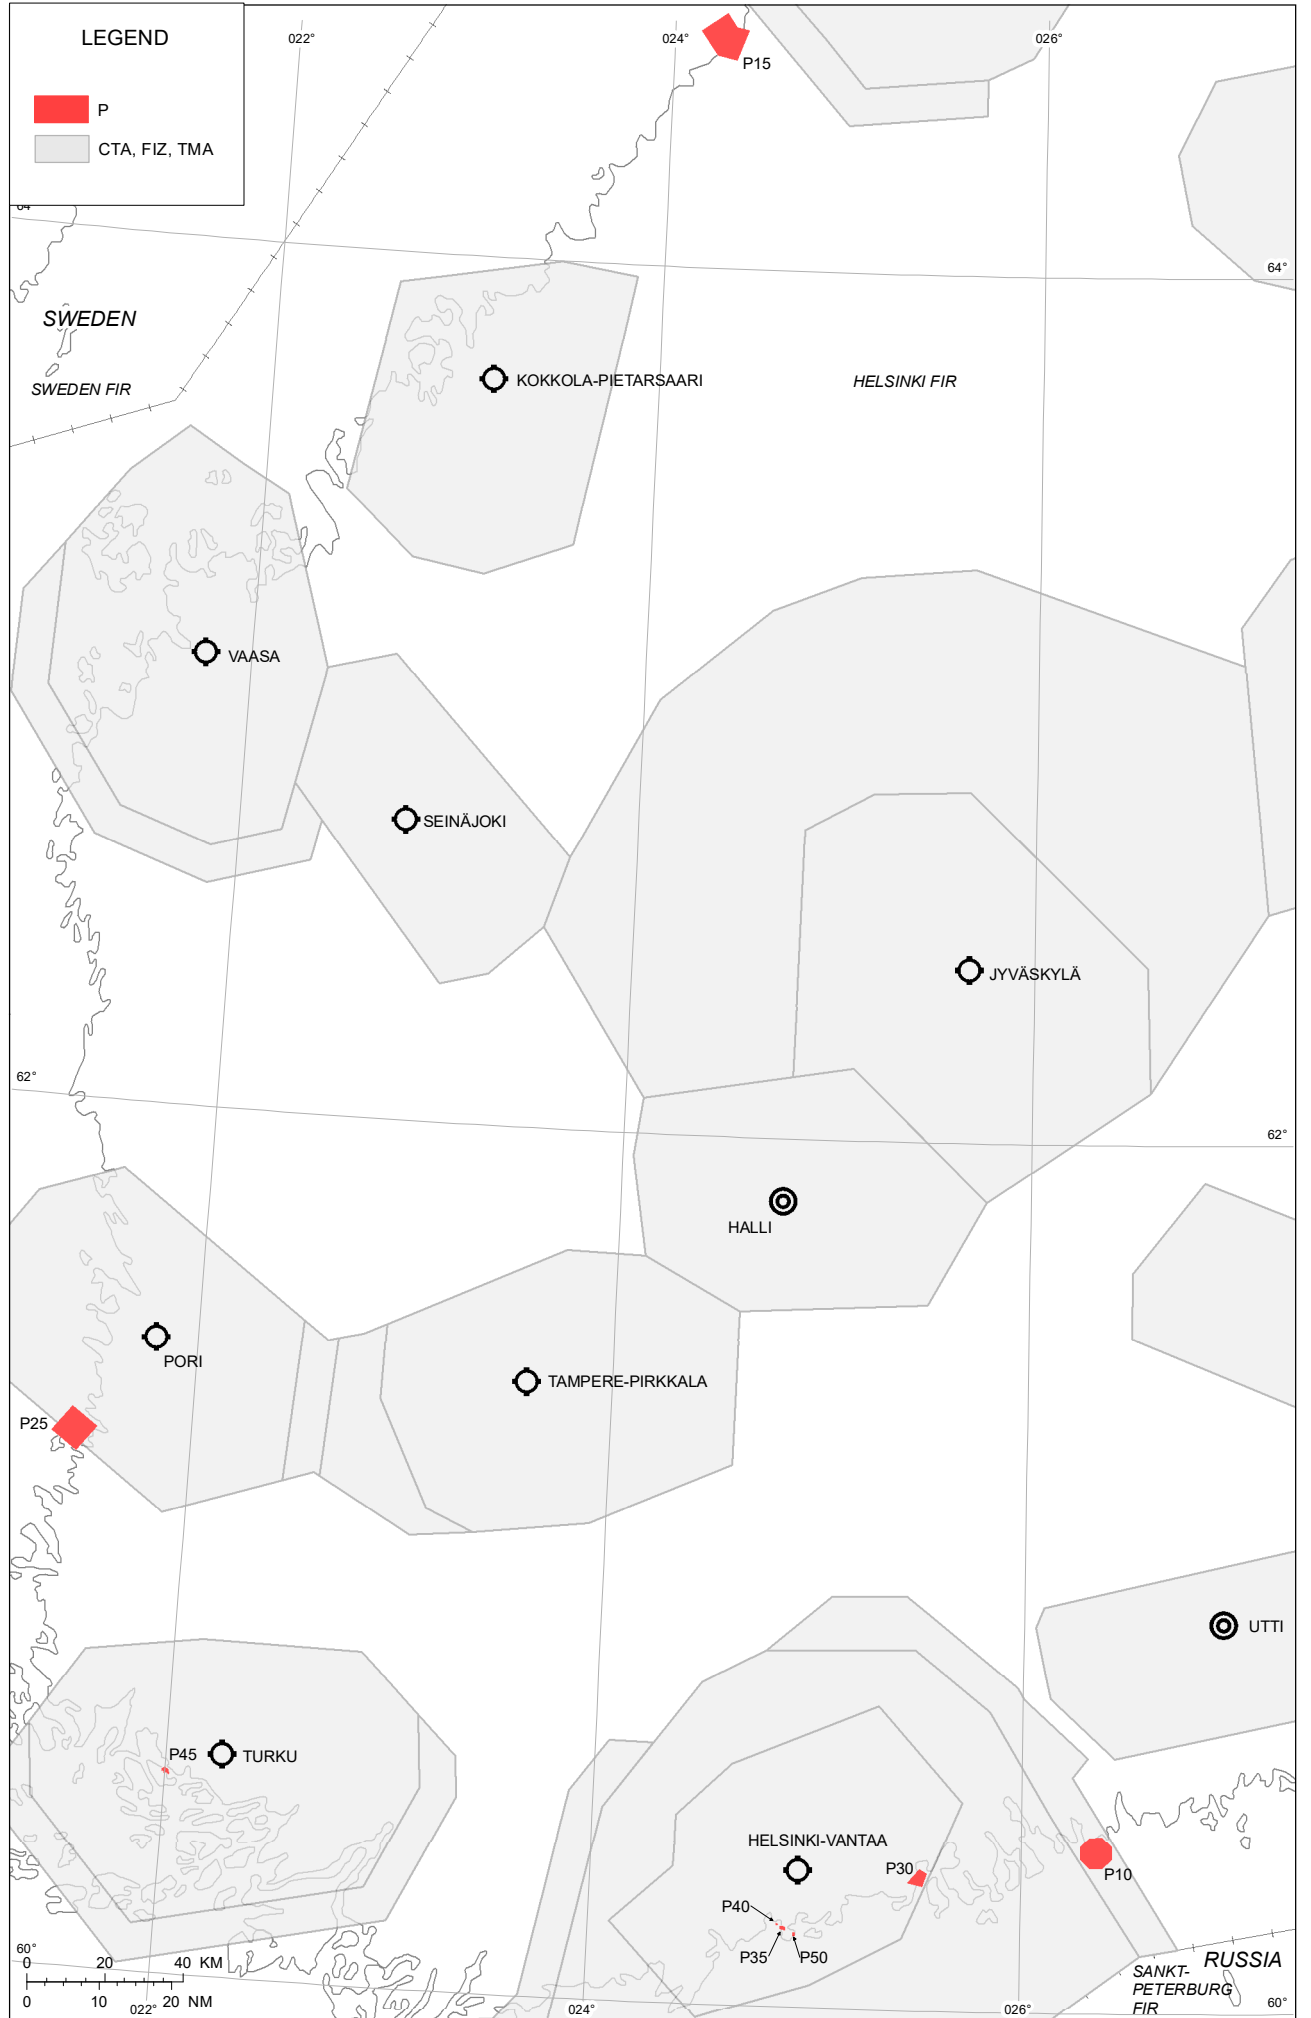 LEGEND
P
CTA, FIZ, TMA
022°
024°
026°
P15
64°
64°
SWEDEN
SWEDEN FIR
KOKKOLA-PIETARSAARI
HELSINKI FIR
VAASA
SEINÄJOKI
JYVÄSKYLÄ
62°
62°
HALLI
PORI
TAMPERE-PIRKKALA
P25
UTTI
P45
TURKU
HELSINKI-VANTAA
P30
P10
P40
P35
P50
60°
0 20 40 KM
0 10 20 NM
022°
024°
026°
RUSSIA
SANKT-
PETERBURG
FIR
60°